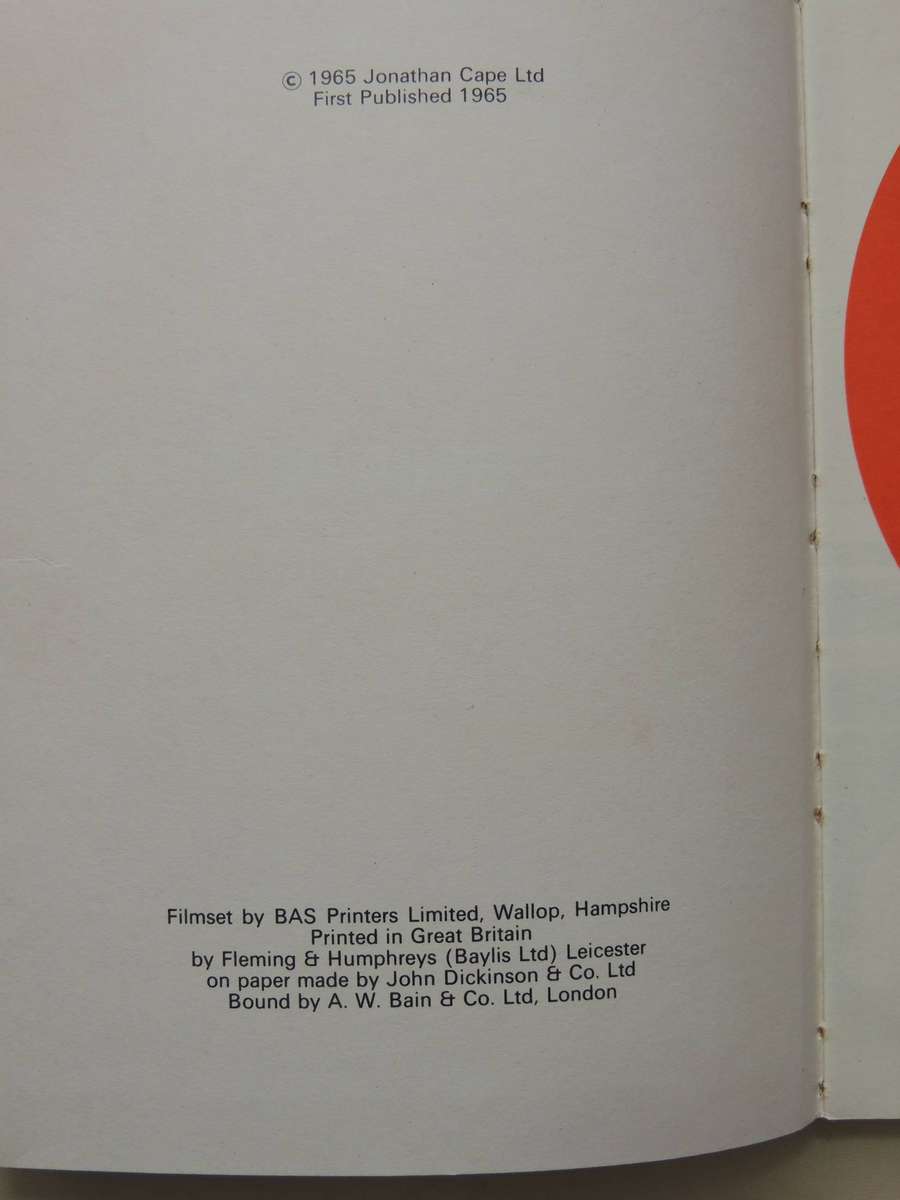 © 1965 Jonathan Cape Ltd
First Published 1965
Filmset by BAS Printers Limited, Wallop, Hampshire
Printed in Great Britain
by Fleming & Humphreys (Baylis Ltd) Leicester
on paper made by John Dickinson & Co. Ltd
Bound by A. W. Bain & Co. Ltd, London